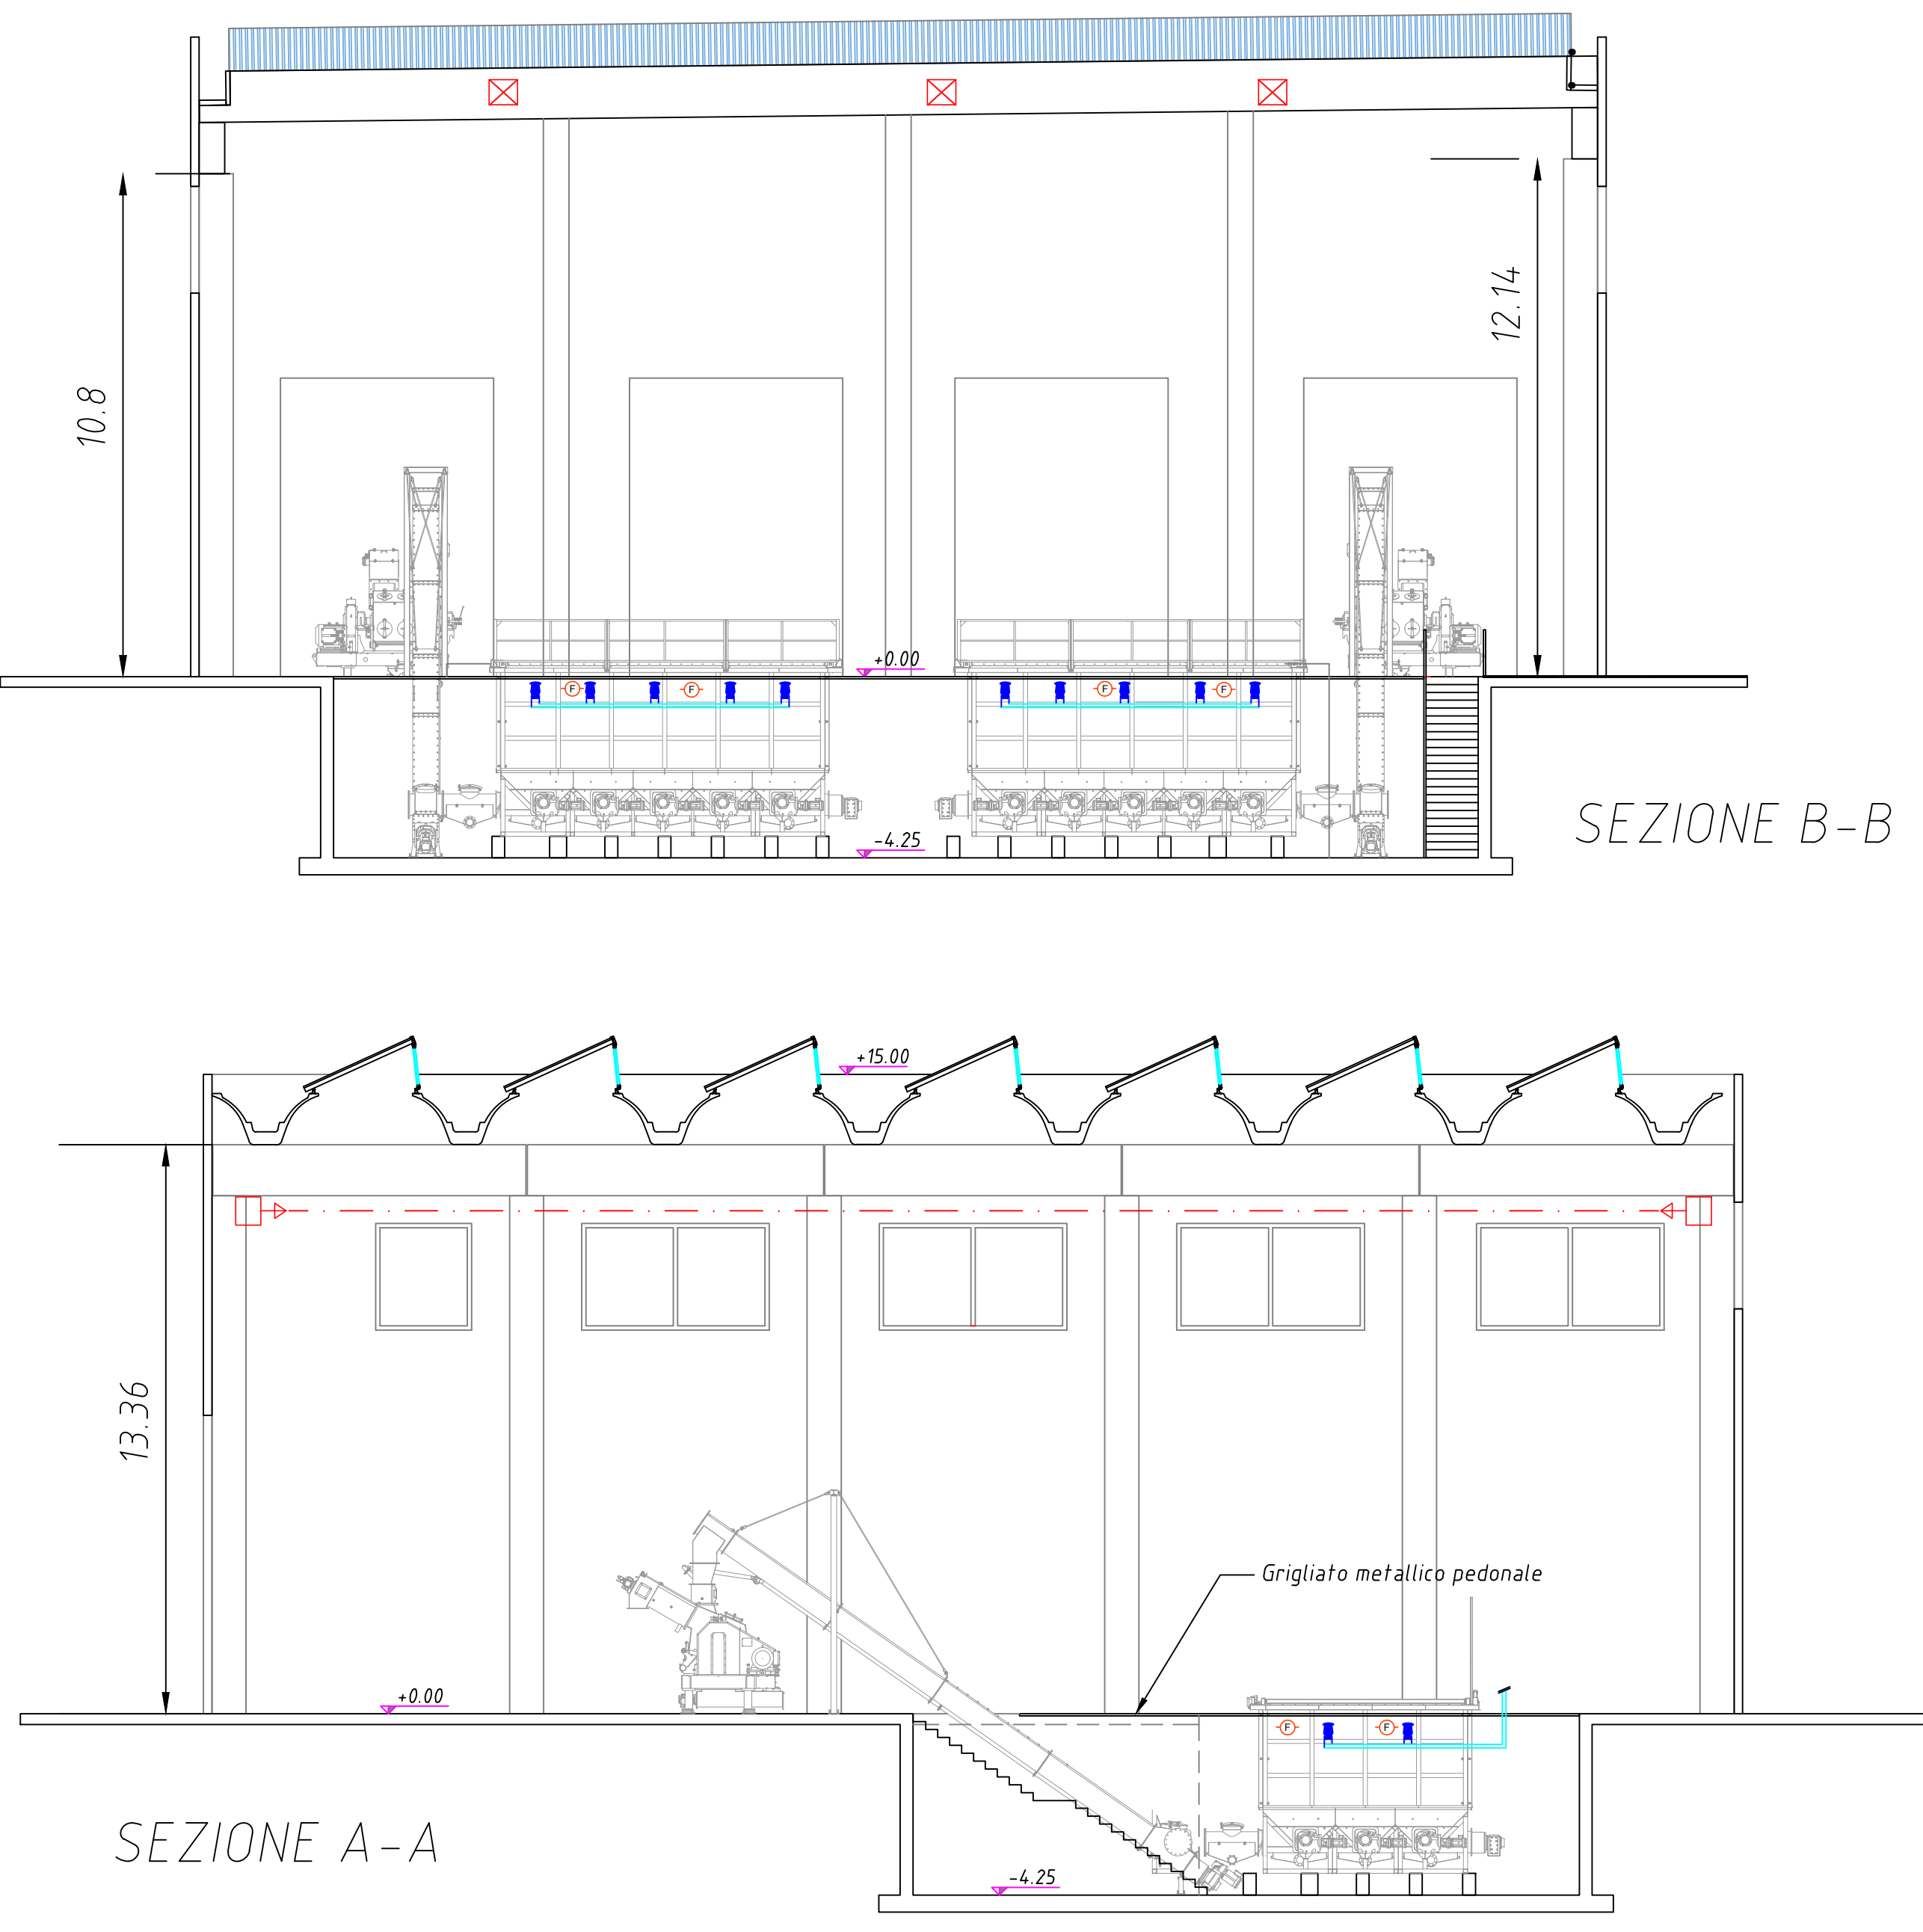 12.14
10.8
+0.00
F
F
F
F
SEZIONE B-B
-4.25
+15.00
13.36
Grigliato metallico pedonale
+0.00
F
F
SEZIONE A-A
-4.25